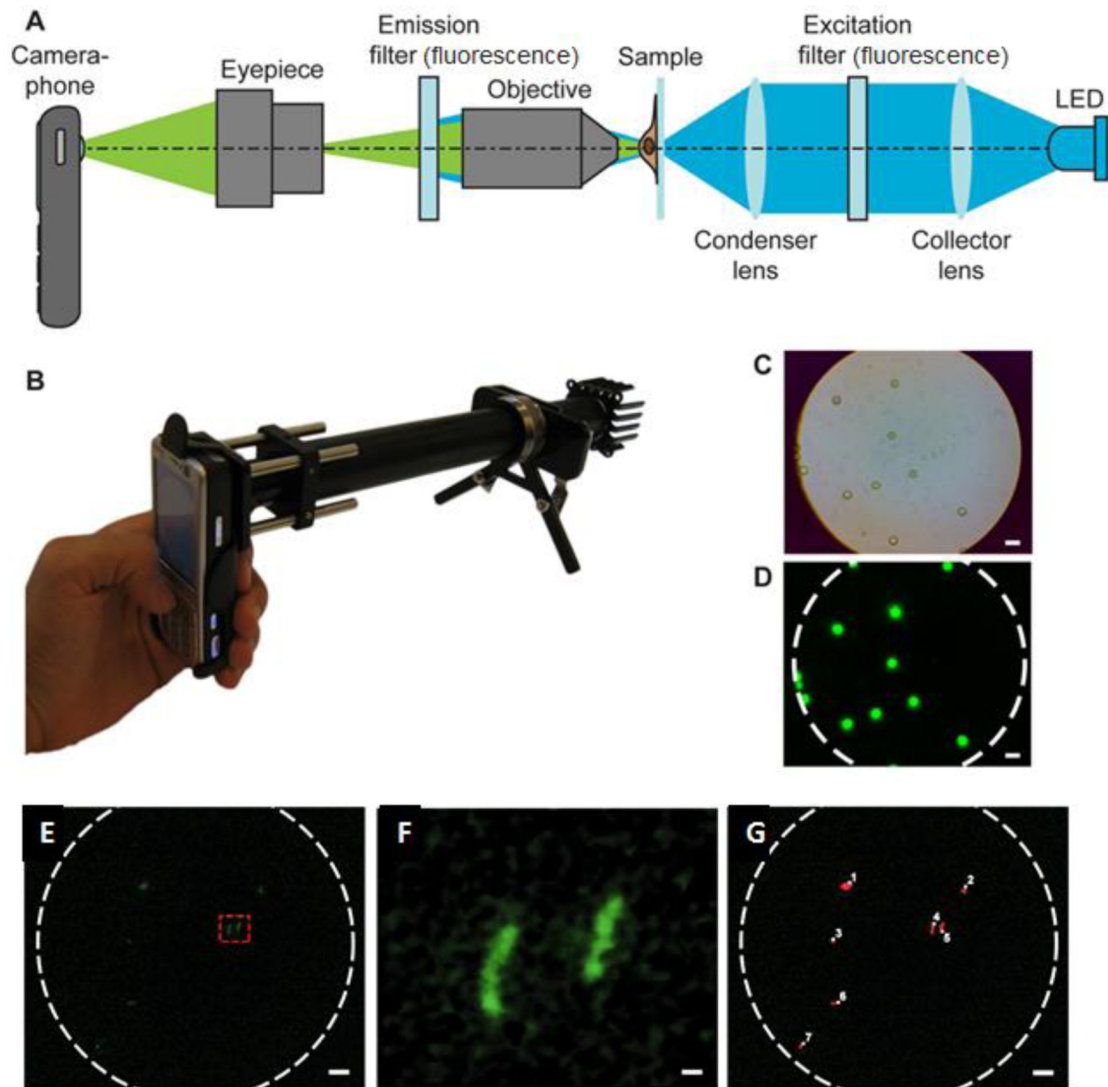 A
Camera-
phone
Eyepiece
Emission
filter (fluorescence)
Objective
Sample
Excitation
filter (fluorescence)
LED
Condenser
lens
Collector
lens
B
C
D
E
F
G
1
2
3
4
5
6
7